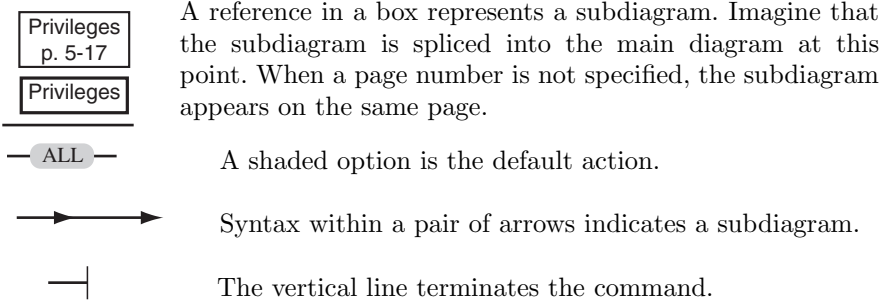 Privileges
p. 5-17
Privileges
A reference in a box represents a subdiagram. Imagine that
the subdiagram is spliced into the main diagram at this
point. When a page number is not specified, the subdiagram
appears on the same page.
ALL
A shaded option is the default action.
Syntax within a pair of arrows indicates a subdiagram.
The vertical line terminates the command.